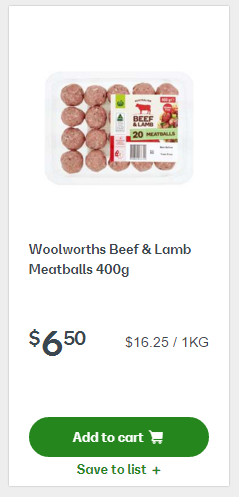 BEEF
& LAMB
20 MEATBALLS
Woolworths Beef & Lamb
Meatballs 400g
$6.50
$16.25 / 1KG
Add to cart
Save to list +